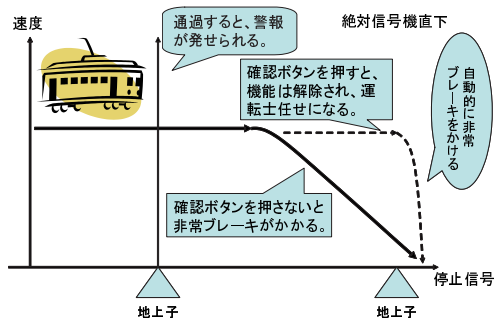 速度
通過すると、警報
が発せられる。
絶対信号機直下
確認ボタンを押すと、
機能は解除され、運
転士任せになる。
自動的に非常
ブレーキをかける
確認ボタンを押さないと
非常ブレーキがかかる。
停止信号
地上子
地上子